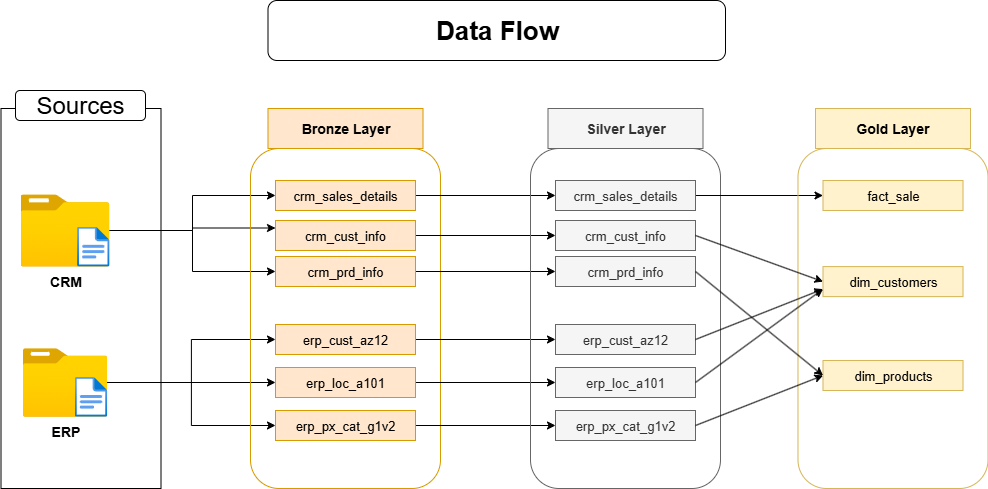 Data Flow
Sources
CRM
ERP
Bronze Layer
crm_sales_details
crm_cust_info
crm_prd_info
erp_cust_az12
erp_loc_a101
erp_px_cat_g1v2
Silver Layer
crm_sales_details
crm_cust_info
crm_prd_info
erp_cust_az12
erp_loc_a101
erp_px_cat_g1v2
Gold Layer
fact_sale
dim_customers
dim_products